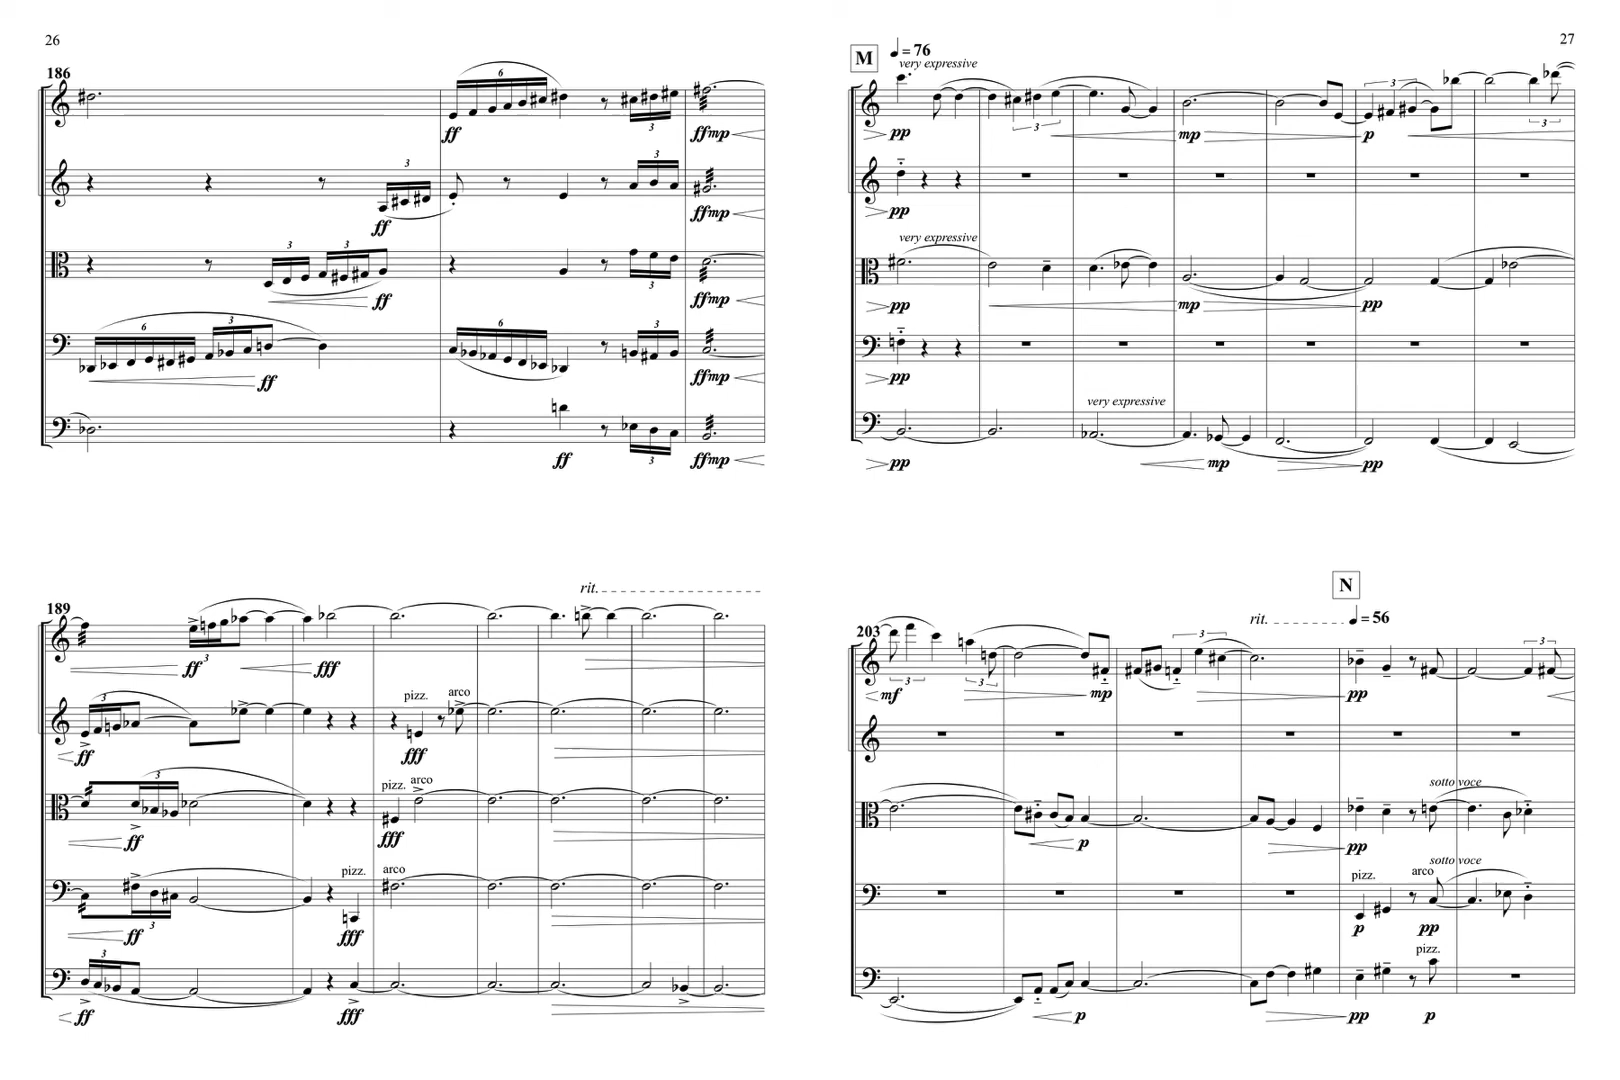 26
186
6
6
3
ff
ffmp
3
3
ff
ffmp
3
3
ff
3
ffmp
6
3
ff
6
3
ffmp
ff
3
ffmp
rit.
189
3
ff
fff
3
ff
pizz.
arco
fff
3
ff
pizz.
arco
fff
3
ff
pizz.
arco
fff
3
ff
fff
27
M
= 76
very expressive
pp
3
mp
3
p
3
pp
very expressive
pp
mp
pp
pp
very expressive
pp
mp
pp
N
203
rit.
= 56
3
mf
3
mp
3
pp
3
sotto voce
p
pp
sotto voce
pizz.
arco
p
pp
pizz.
p
pp
p